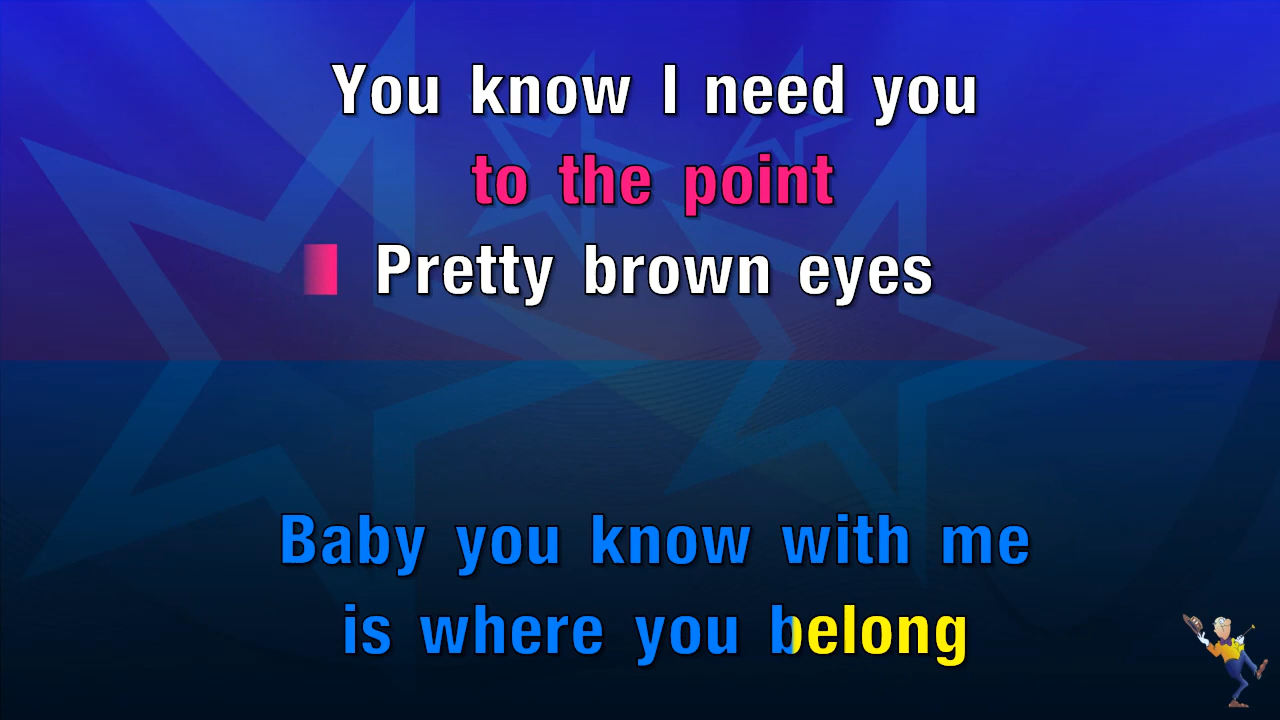 You know I need you
to the point
Pretty brown eyes
Baby you know with me
is where you belong